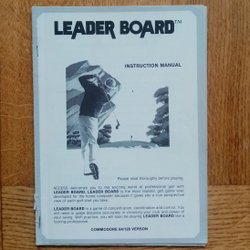 LEADER BOARD™
INSTRUCTION MANUAL
Please read thoroughly before playing.
ACCESS welcomes you to the exciting world of professional golf with
LEADER BOARD. LEADER BOARD is the most realistic golf game ever
developed for the home computer because it gives you a true perspective
view of each golf shot you take.
LEADER BOARD is a game of concentration, coordination and control. You
will need to judge distance accurately in choosing your club and power of
your swing. With practice, you will soon be playing LEADER BOARD like a
touring professional.
COMMODORE 64/128 VERSION